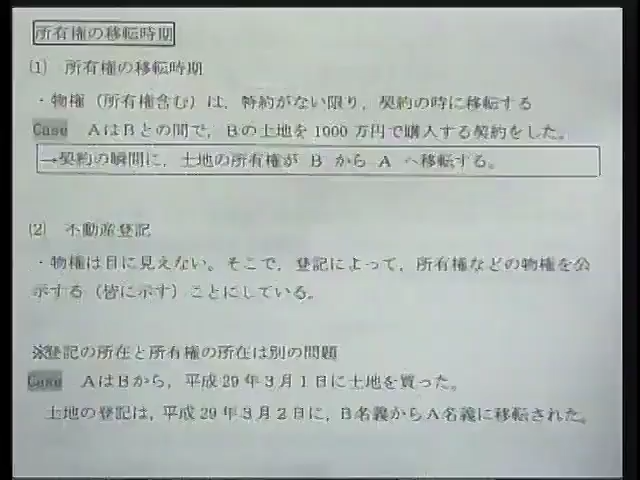 所有権の移転時期
(1) 所有権の移転時期
・物権（所有権含む）は，特約がない限り，契約の時に移転する
Case AはBとの間で，Bの土地を1000万円で購入する契約をした。
→契約の瞬間に，土地の所有権が B から A へ移転する。
(2) 不動産登記
・物権は目に見えない。そこで，登記によって，所有権などの物権を公
示する（皆に示す）ことにしている。
※登記の所在と所有権の所在は別の問題
Case AはBから，平成29年3月1日に土地を買った。
土地の登記は，平成29年3月2日に，B名義からA名義に移転された。